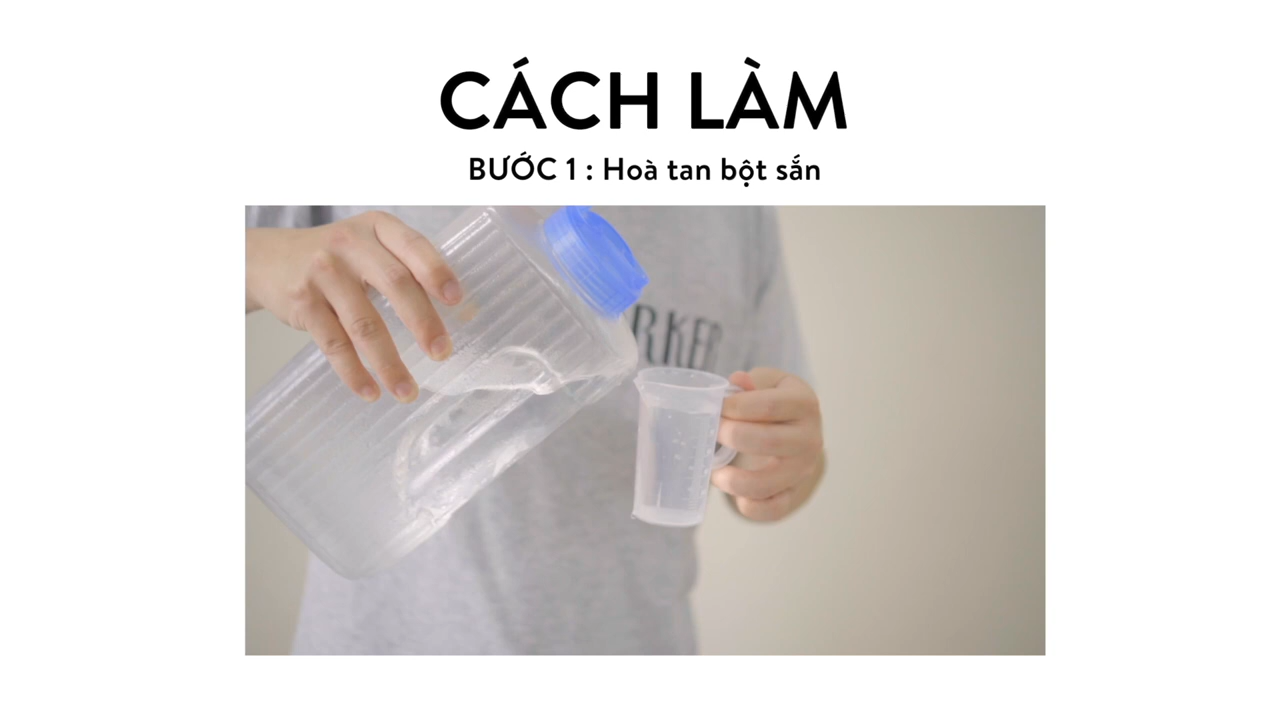 CÁCH LÀM
BƯỚC 1 : Hoà tan bột sắn